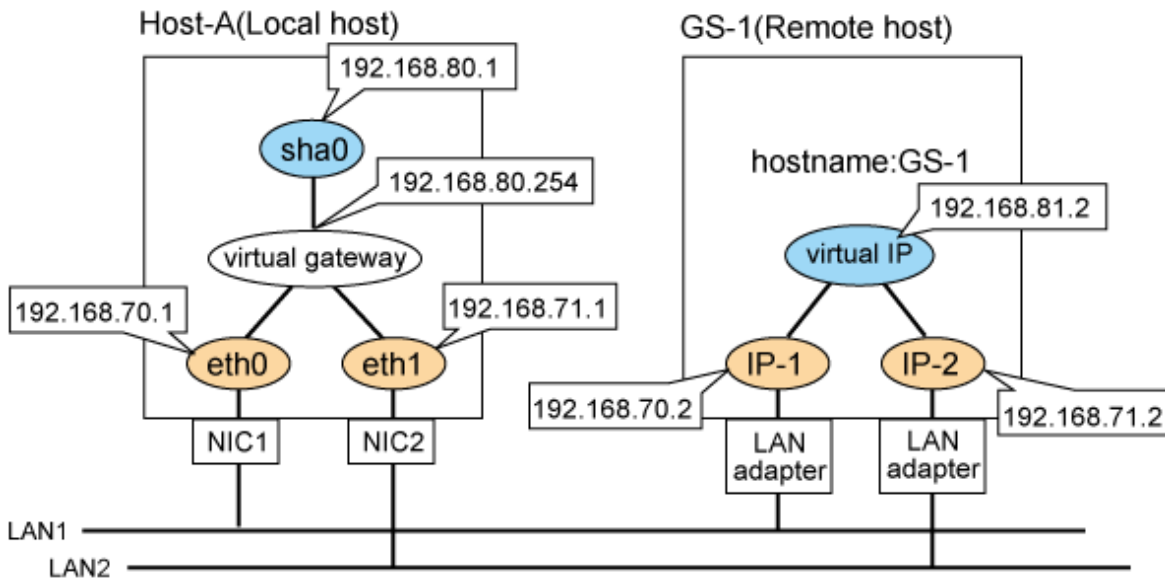 Host-A(Local host)
GS-1(Remote host)
192.168.80.1
sha0
hostname:GS-1
192.168.80.254
192.168.81.2
virtual gateway
virtual IP
192.168.70.1
192.168.71.1
eth0
eth1
IP-1
IP-2
192.168.70.2
192.168.71.2
NIC1
NIC2
LAN
adapter
LAN
adapter
LAN1
LAN2